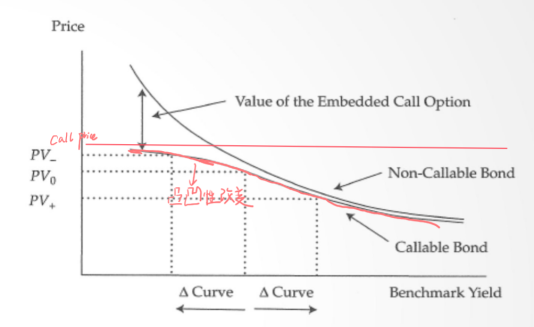 Price
Value of the Embedded Call Option
Call price
PV_
PV₀
PV₊
Non-Callable Bond
凸凹性改变
Callable Bond
Δ Curve Δ Curve Benchmark Yield